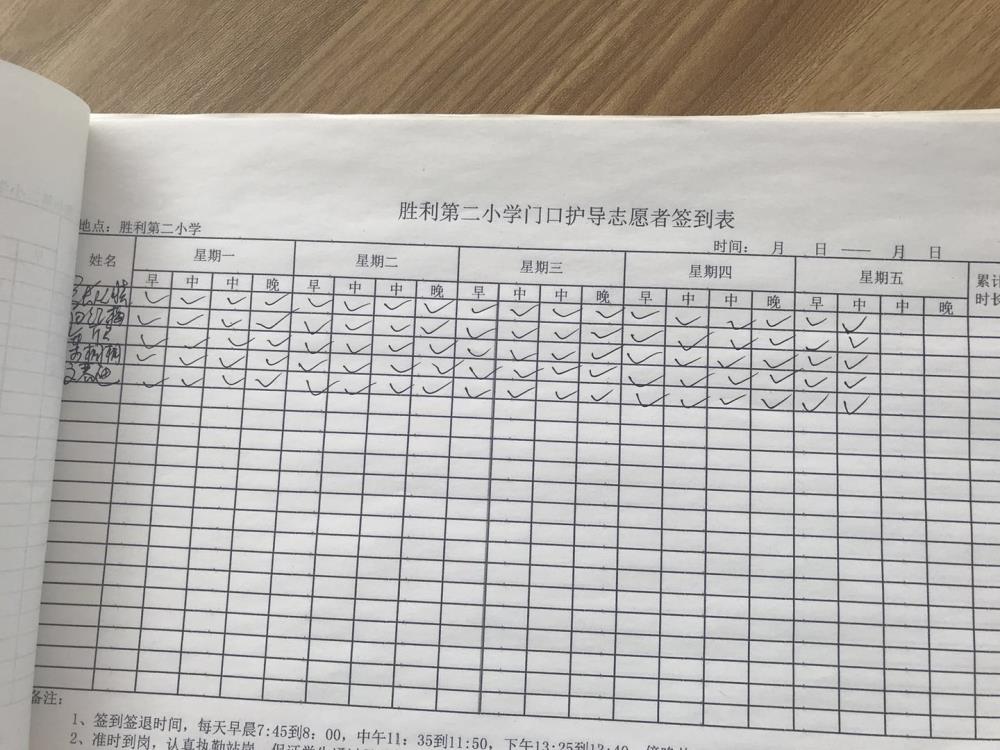 胜利第二小学门口护导志愿者签到表
地点：胜利第二小学 时间： 月 日 —— 月 日
姓名 星期一 星期二 星期三 星期四 星期五 累计时长
早 中 中 晚 早 中 中 晚 早 中 中 晚 早 中 中 晚 早 中 中 晚
✓ ✓ ✓ ✓ ✓ ✓ ✓ ✓ ✓ ✓ ✓ ✓ ✓ ✓ ✓ ✓ ✓ ✓
✓ ✓ ✓ ✓ ✓ ✓ ✓ ✓ ✓ ✓ ✓ ✓ ✓ ✓ ✓ ✓ ✓ ✓
✓ ✓ ✓ ✓ ✓ ✓ ✓ ✓ ✓ ✓ ✓ ✓ ✓ ✓ ✓ ✓ ✓ ✓
✓ ✓ ✓ ✓ ✓ ✓ ✓ ✓ ✓ ✓ ✓ ✓ ✓ ✓ ✓ ✓ ✓ ✓
✓ ✓ ✓ ✓ ✓ ✓ ✓ ✓ ✓ ✓ ✓ ✓ ✓ ✓ ✓ ✓ ✓ ✓
备注：
1、签到签退时间，每天早晨7:45到8：00，中午11：35到11:50，下午13:25到13:40
2、准时到岗，认真执勤站岗